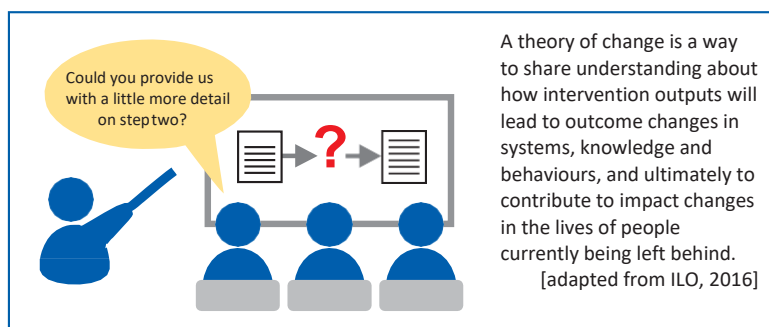 Could you provide us
with a little more detail
on step two?
?
A theory of change is a way
to share understanding about
how intervention outputs will
lead to outcome changes in
systems, knowledge and
behaviours, and ultimately to
contribute to impact changes
in the lives of people
currently being left behind.
[adapted from ILO, 2016]